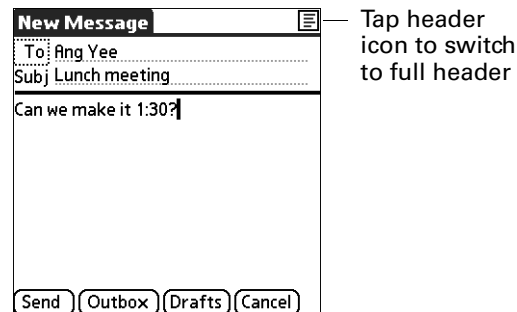 New Message
To: Ang Yee
Subj Lunch meeting
Can we make it 1:30?
Send Outbox Drafts Cancel
Tap header
icon to switch
to full header